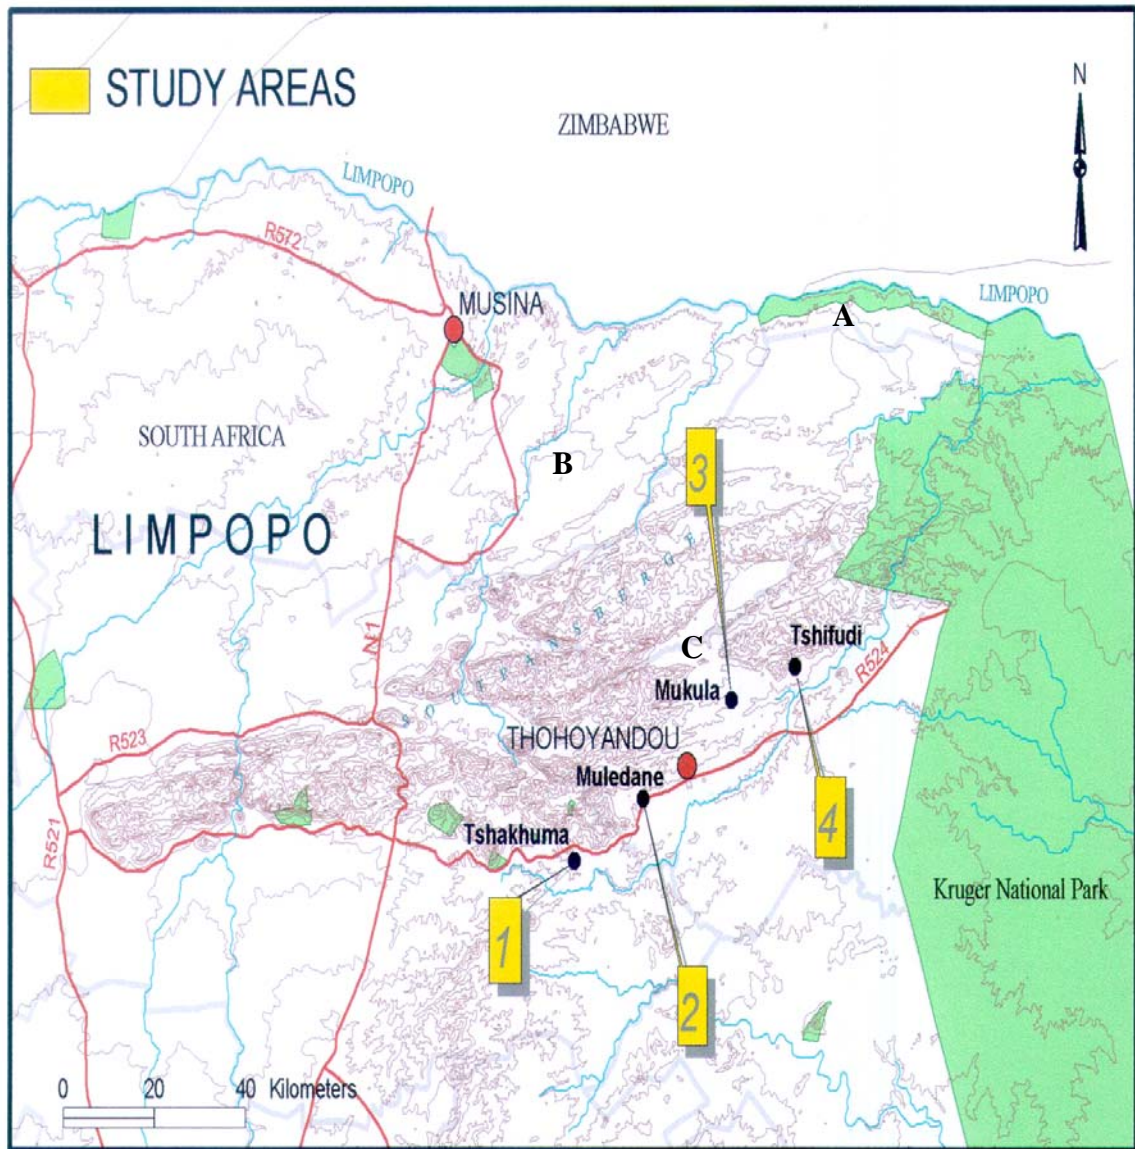 STUDY AREAS
N
ZIMBABWE
LIMPOPO
R572
LIMPOPO
MUSINA
A
SOUTH AFRICA
B
3
LIMPOPO
SOUTPANSBERGE
N1
C
Tshifudi
R524
Mukula
THOHOYANDOU
R523
Muledane
4
R521
Tshakhuma
Kruger National Park
1
2
0 20 40 Kilometers